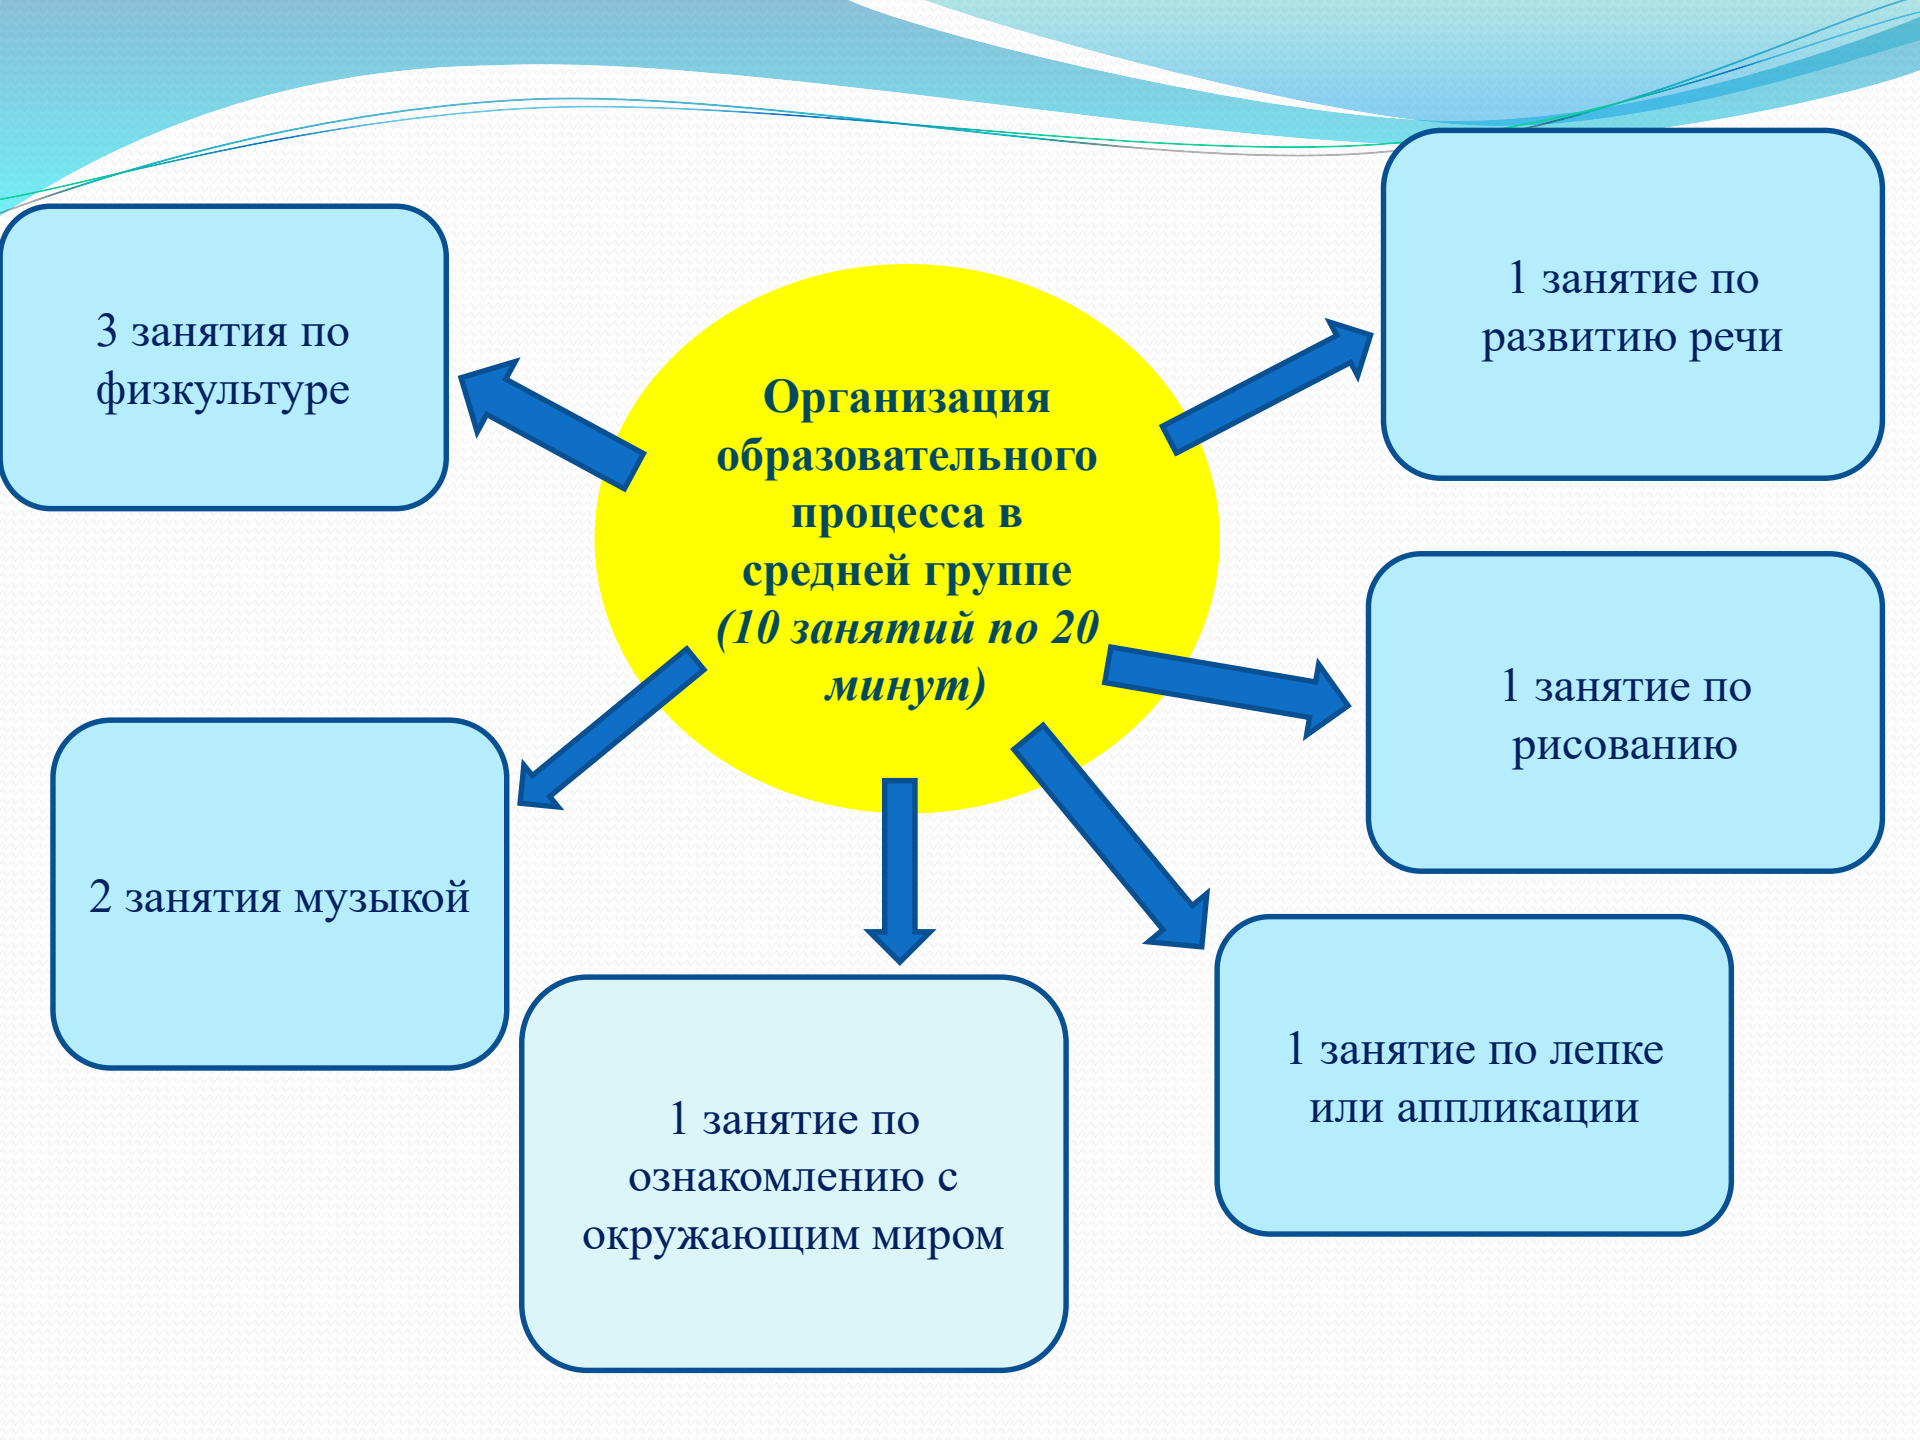 3 занятия по
физкультуре
Организация
образовательного
процесса в
средней группе
(10 занятий по 20
минут)
1 занятие по
развитию речи
1 занятие по
рисованию
2 занятия музыкой
1 занятие по
ознакомлению с
окружающим миром
1 занятие по лепке
или аппликации